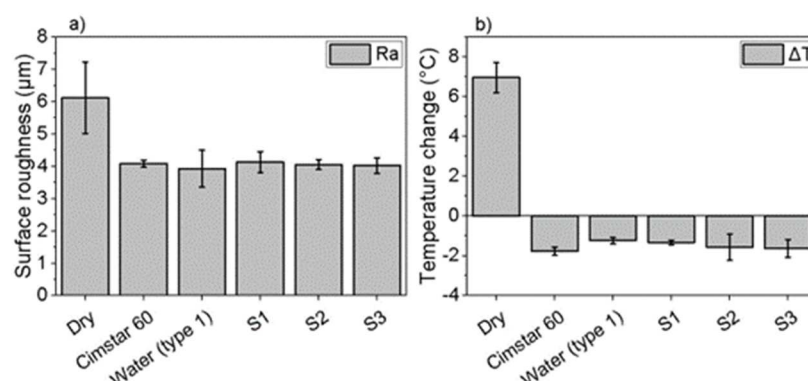 a)
Ra
Surface roughness (µm)
8
7
6
5
4
3
2
1
0
Dry
Cimstar 60
Water (type 1)
S1
S2
S3
b)
ΔT
Temperature change (°C)
8
6
4
2
0
-2
-4
Dry
Cimstar 60
Water (type 1)
S1
S2
S3